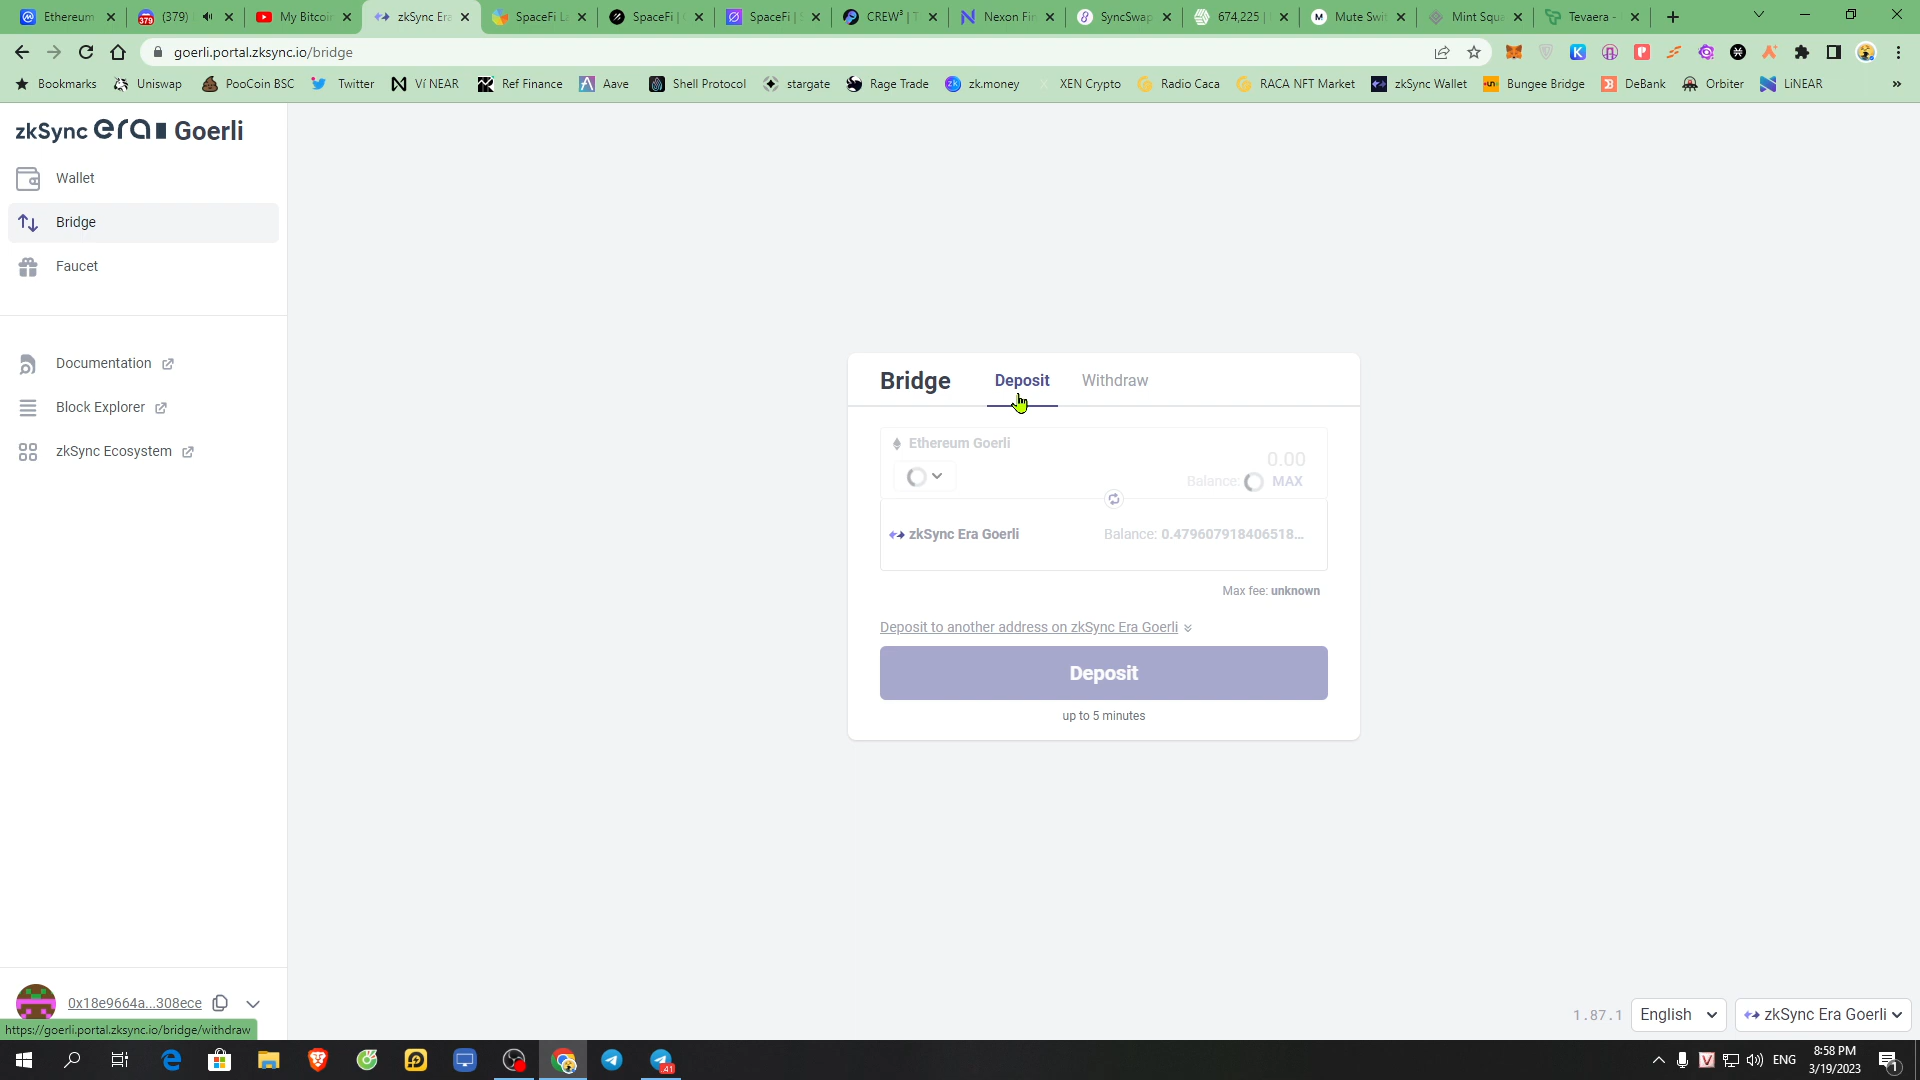 Ethereum
379
(379)
My Bitcoi
zkSync Era
SpaceFi L
SpaceFi |
SpaceFi | S
CREW³ | T
Nexon Fin
SyncSwap
674,225 |
Mute Swit
Mint Squa
Tevaera -
goerli.portal.zksync.io/bridge
Bookmarks
Uniswap
PooCoin BSC
Twitter
Ví NEAR
Ref Finance
Aave
Shell Protocol
stargate
Rage Trade
zk.money
XEN Crypto
Radio Caca
RACA NFT Market
zkSync Wallet
Bungee Bridge
DeBank
Orbiter
LiNEAR
»
zkSync era Goerli
Wallet
Bridge
Faucet
Documentation
Block Explorer
zkSync Ecosystem
Bridge
Deposit
Withdraw
Ethereum Goerli
0.00
Balance: MAX
zkSync Era Goerli
Balance: 0.479607918406518...
Max fee: unknown
Deposit to another address on zkSync Era Goerli
Deposit
up to 5 minutes
0x18e9664a...308ece
https://goerli.portal.zksync.io/bridge/withdraw
1.87.1
English
zkSync Era Goerli
41
ENG
8:58 PM
3/19/2023
1